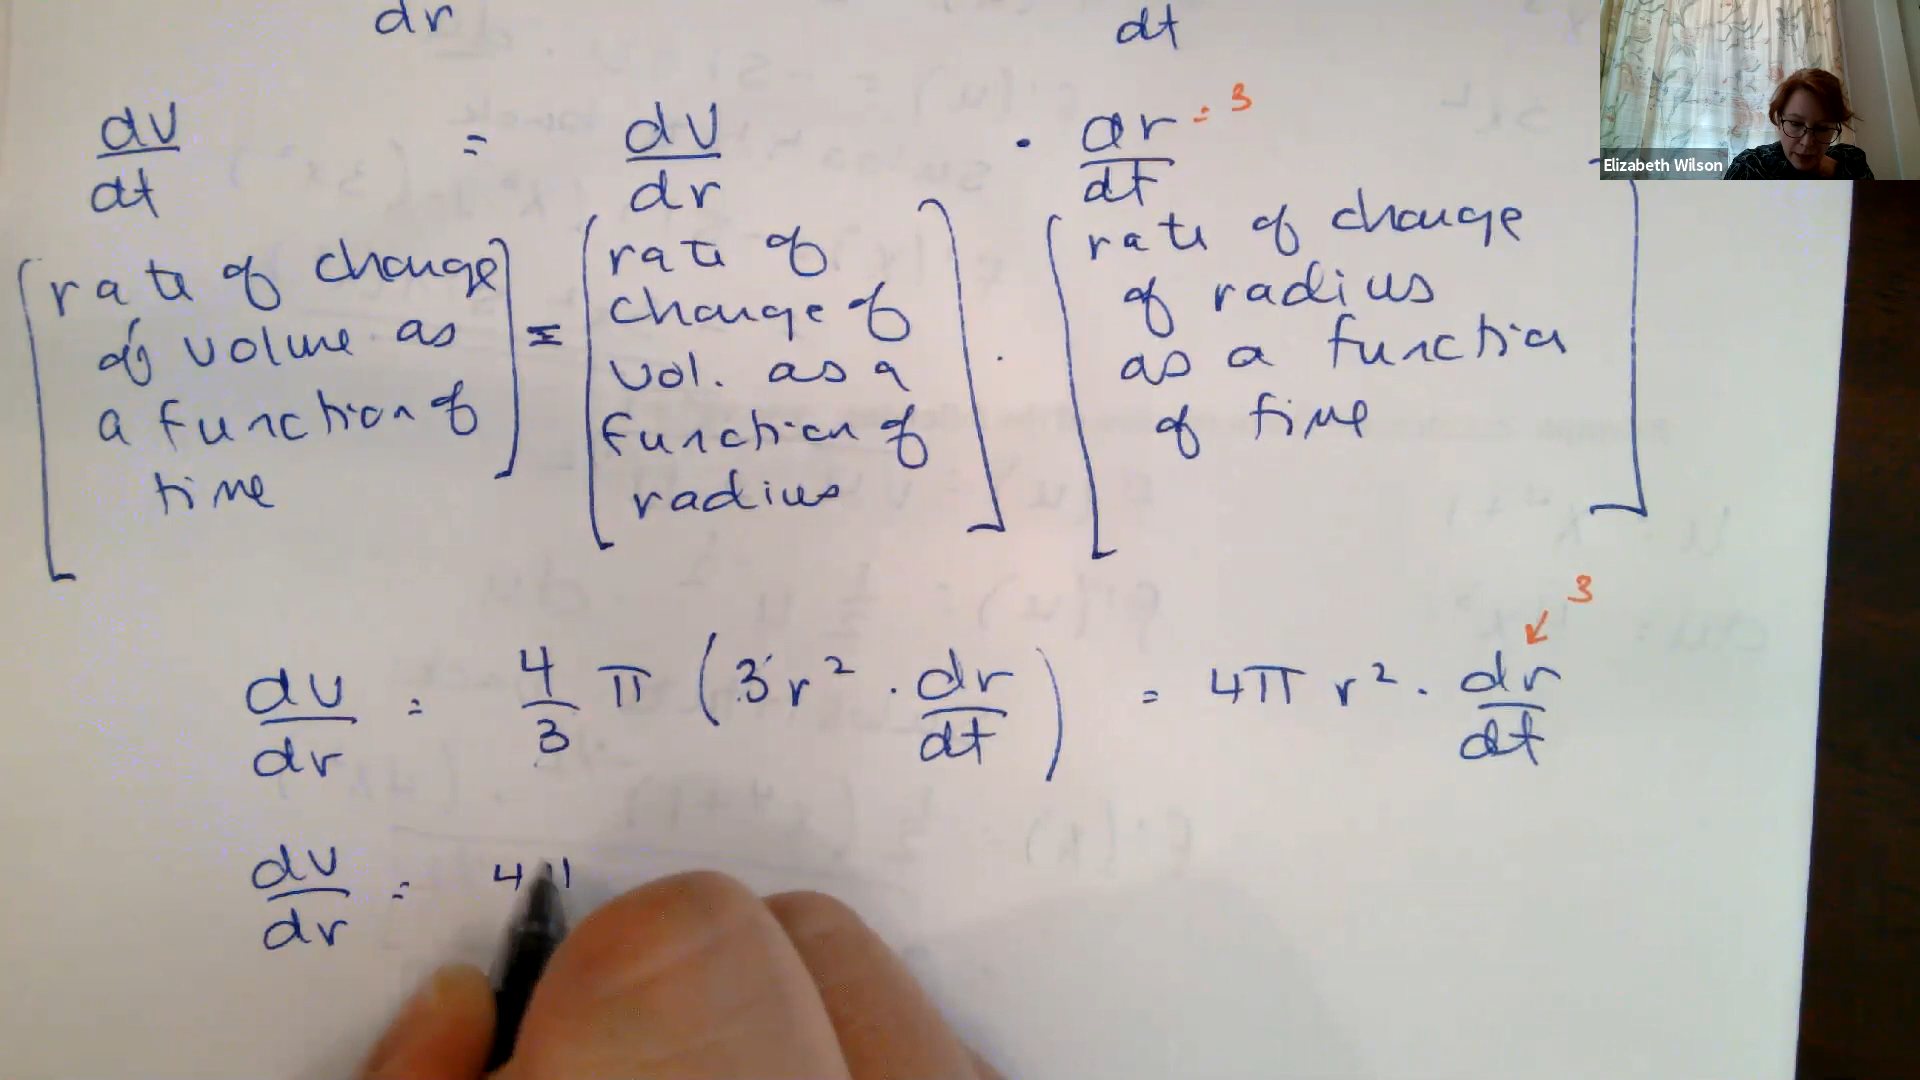 dr dt
dV/dt = dV/dr · dr/dt = 3
[rate of change of volume as a function of time] = [rate of change of vol. as a function of radius] · [rate of change of radius as a function of time]
3
dv/dr = 4/3 π (3r² · dr/dt) = 4π r² · dr/dt
dv/dr = 4π
Elizabeth Wilson